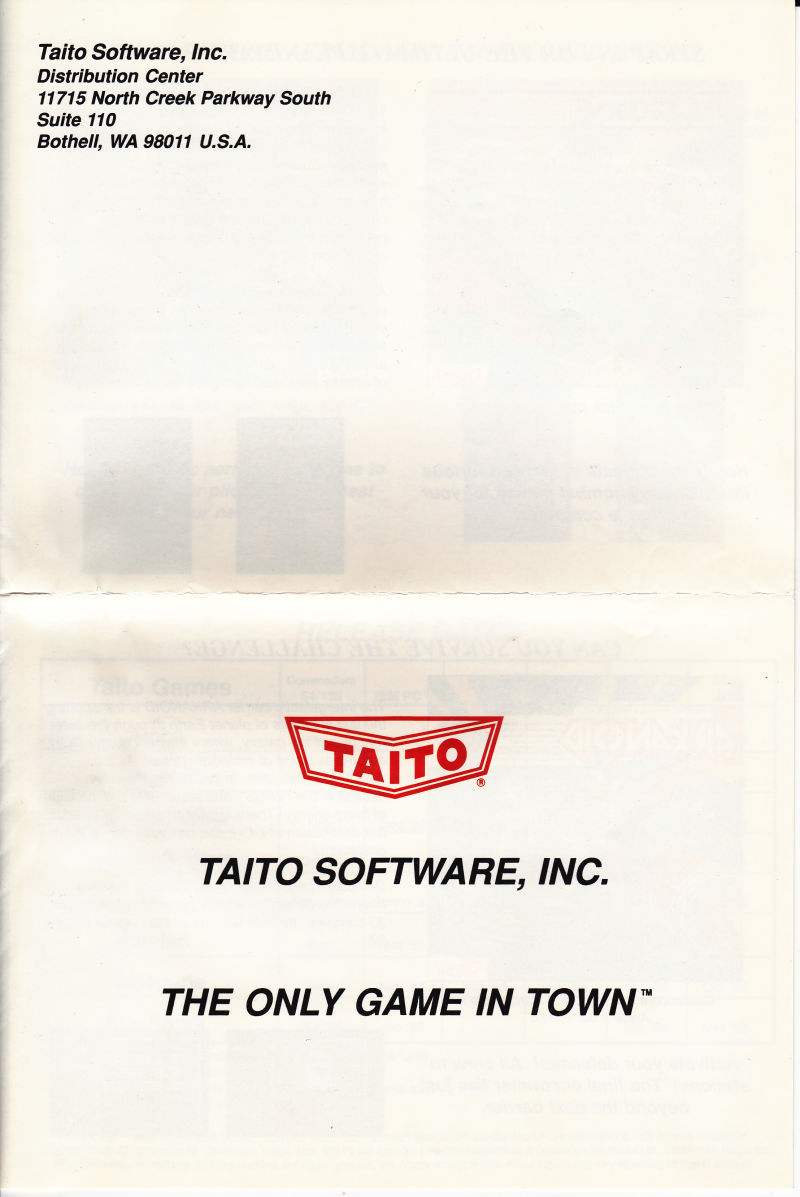 Taito Software, Inc.
Distribution Center
11715 North Creek Parkway South
Suite 110
Bothell, WA 98011 U.S.A.
TAITO
®
TAITO SOFTWARE, INC.
THE ONLY GAME IN TOWN™